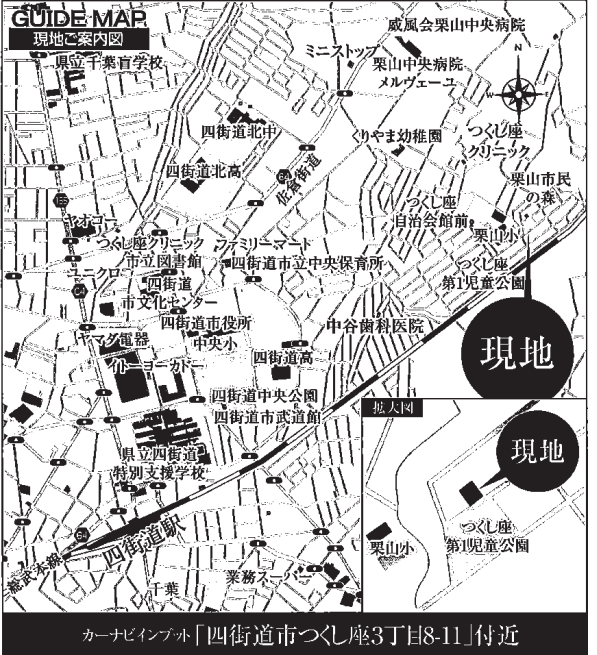 GUIDE MAP
現地ご案内図
威風会栗山中央病院
ミニストップ
県立千葉盲学校
栗山中央病院
メルヴェーユ
N
W
E
S
四街道北中
くりやま幼稚園
つくし座
クリニック
四街道北高
佐倉街道
64
栗山市民
の森
155
ヤオコー
つくし座
自治会館前
栗山小
つくし座クリニック
ファミリーマート
市立図書館
四街道市立中央保育所
ユニクロ
つくし座
第1児童公園
四街道
市文化センター
64
四街道市役所
中谷歯科医院
ヤマダ電器
中央小
現地
イトーヨーカドー
四街道高
四街道中央公園
四街道市武道館
拡大図
現地
県立四街道
特別支援学校
つくし座
第1児童公園
栗山小
64
四街道駅
総武本線
千葉
業務スーパー
カーナビインプット「四街道市つくし座3丁目8-11」付近